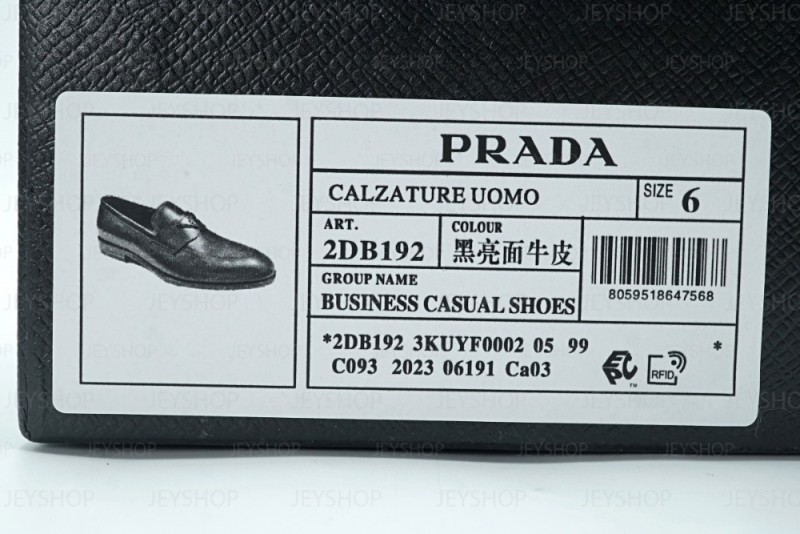 PRADA
CALZATURE UOMO
SIZE 6
ART.
2DB192
COLOUR
黑亮面牛皮
GROUP NAME
BUSINESS CASUAL SHOES
8059518647568
*2DB192 3KUYF0002 05 99 *
C093 2023 06191 Ca03
EPC™
RFID
JEYSHOP